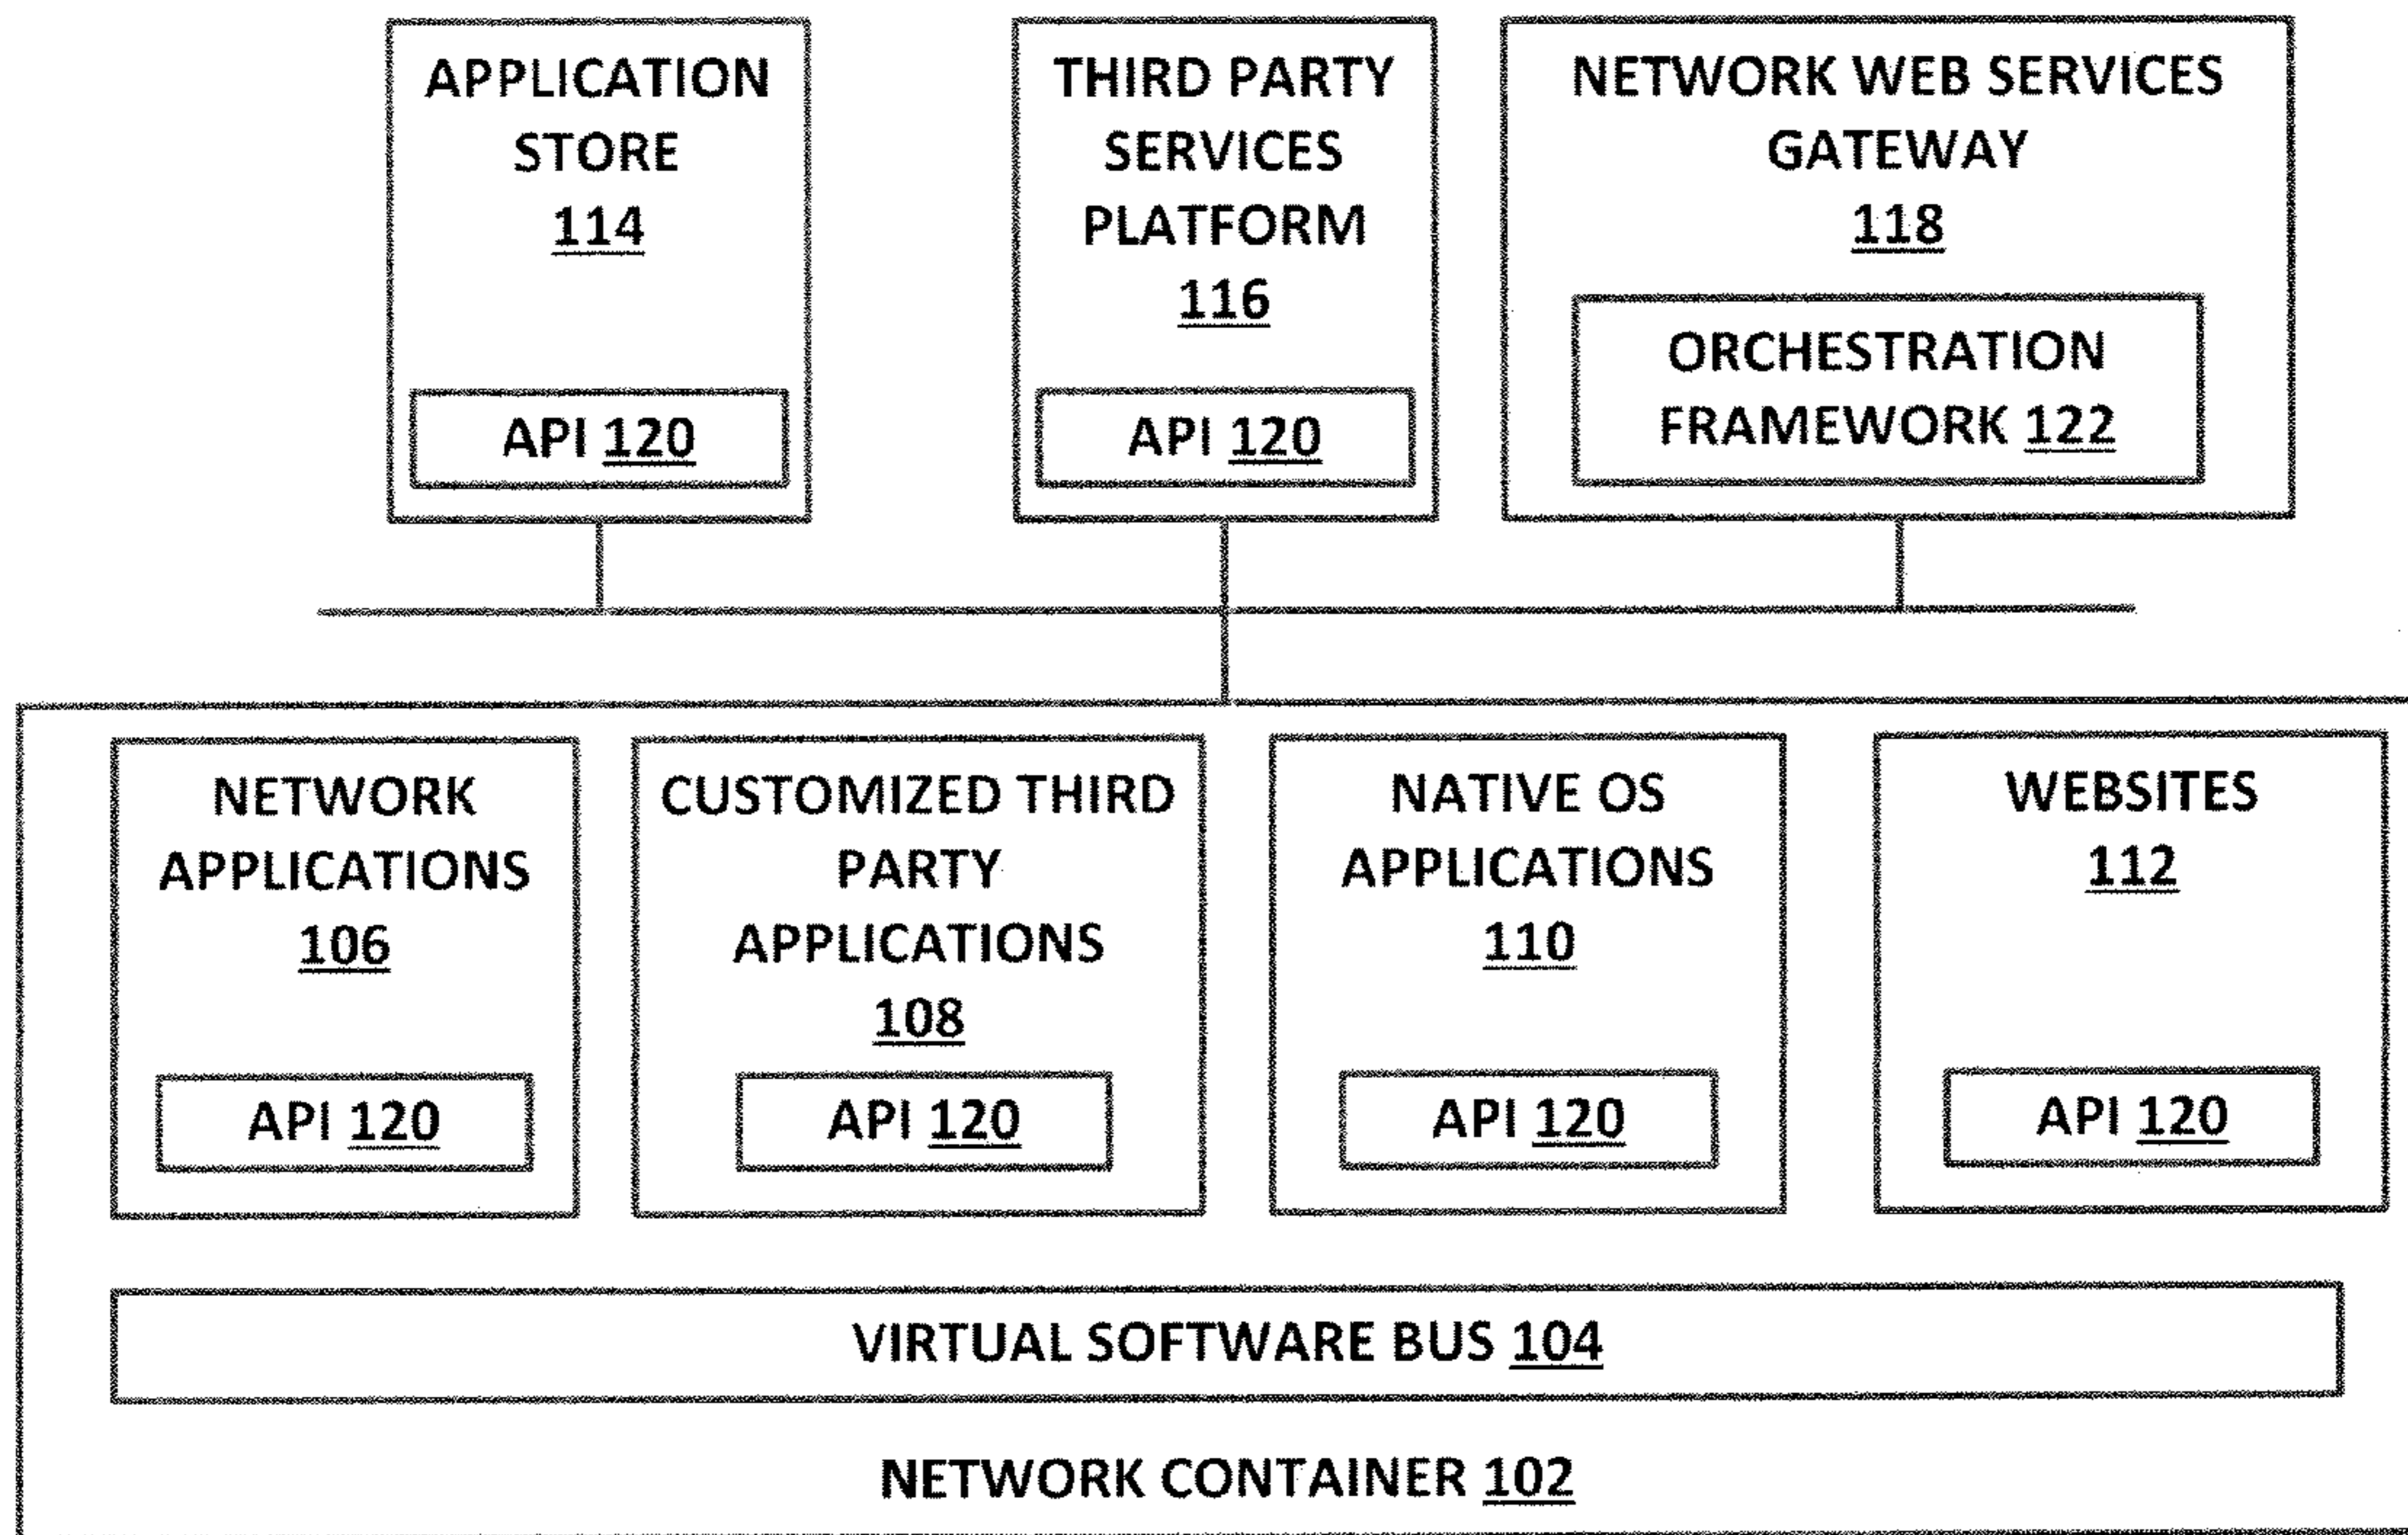 APPLICATION
STORE
114
API 120
THIRD PARTY
SERVICES
PLATFORM
116
API 120
NETWORK WEB SERVICES
GATEWAY
118
ORCHESTRATION
FRAMEWORK 122
NETWORK
APPLICATIONS
106
API 120
CUSTOMIZED THIRD
PARTY
APPLICATIONS
108
API 120
NATIVE OS
APPLICATIONS
110
API 120
WEBSITES
112
API 120
VIRTUAL SOFTWARE BUS 104
NETWORK CONTAINER 102